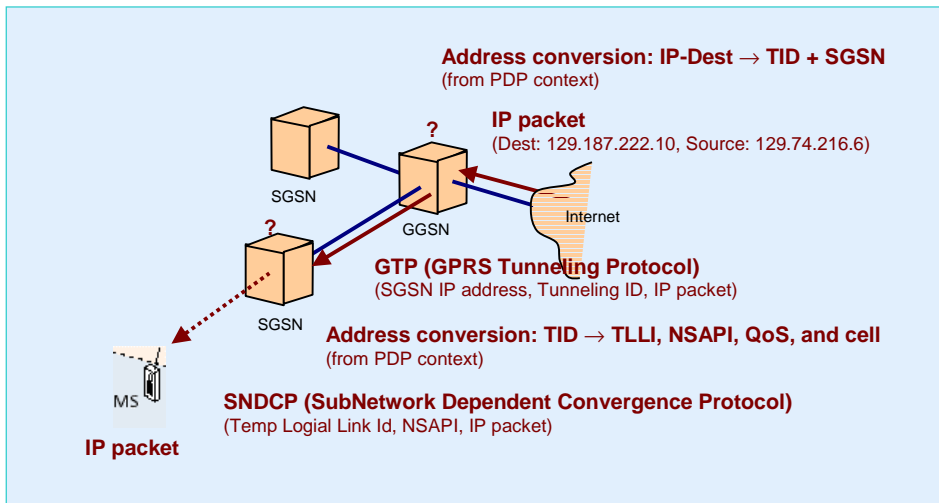 Address conversion: IP-Dest → TID + SGSN
(from PDP context)
?
IP packet
(Dest: 129.187.222.10, Source: 129.74.216.6)
SGSN
Internet
?
GGSN
GTP (GPRS Tunneling Protocol)
(SGSN IP address, Tunneling ID, IP packet)
SGSN
Address conversion: TID → TLLI, NSAPI, QoS, and cell
(from PDP context)
MS
SNDCP (SubNetwork Dependent Convergence Protocol)
(Temp Logial Link Id, NSAPI, IP packet)
IP packet